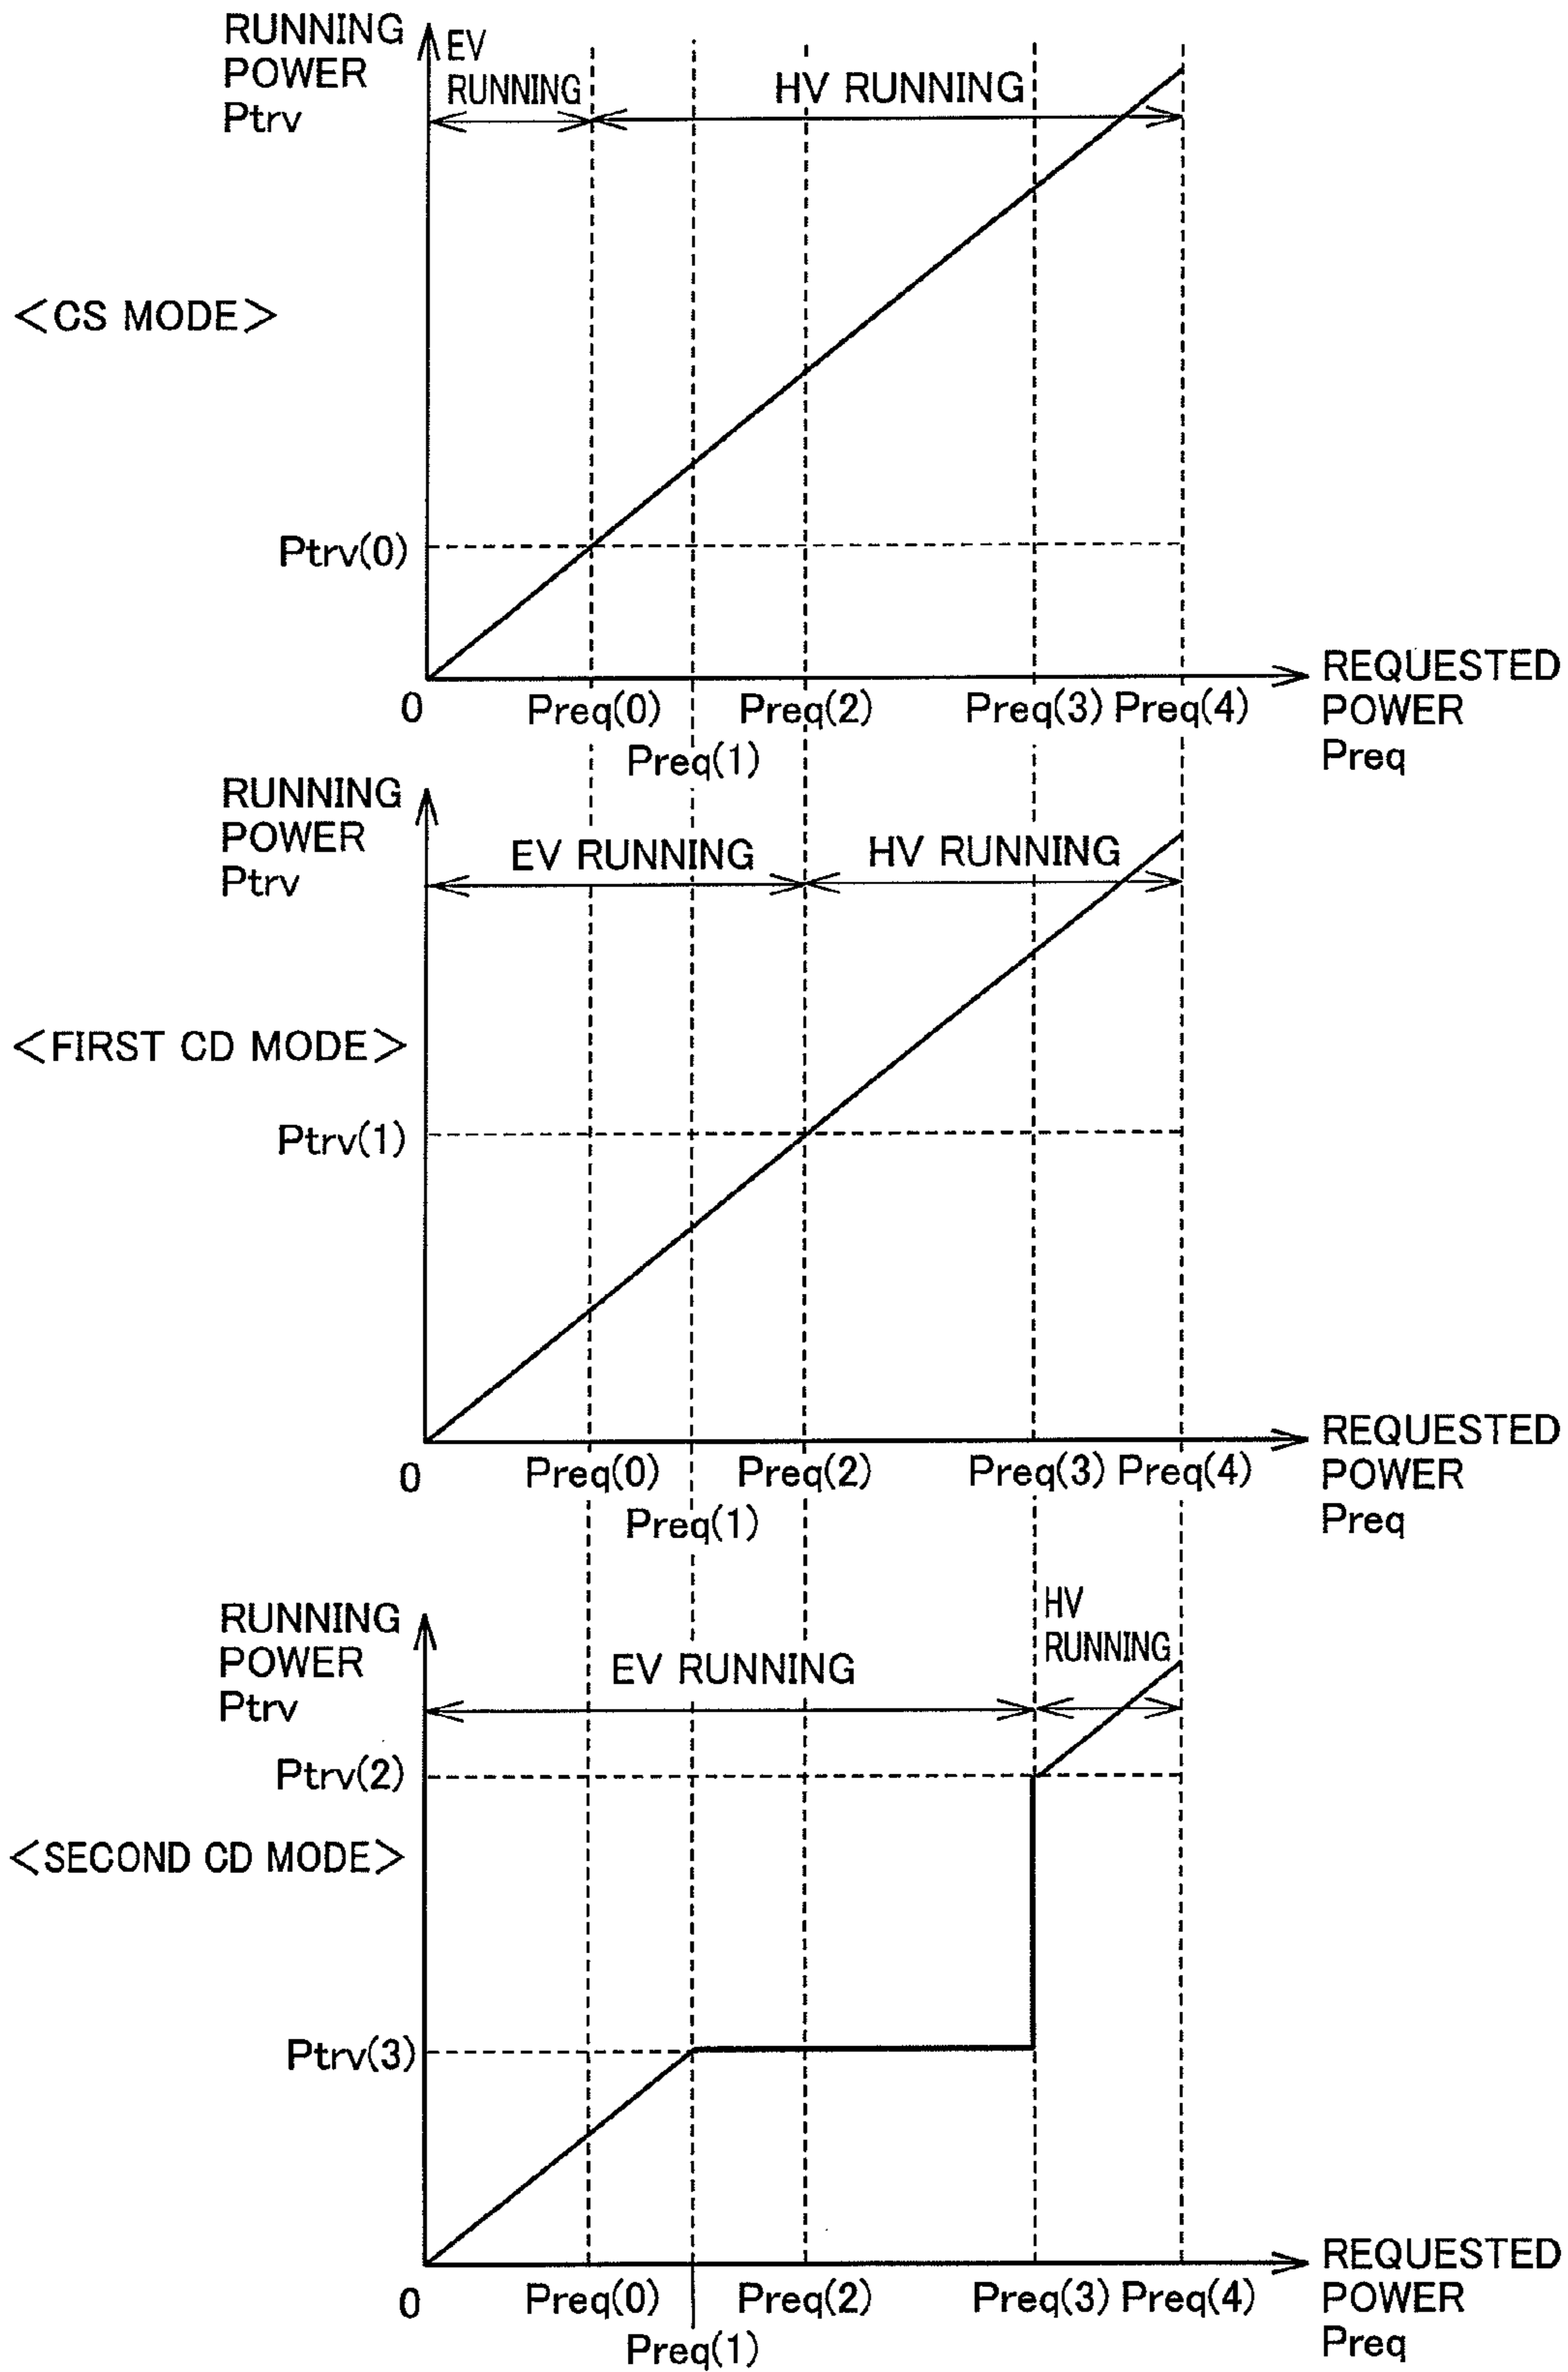 RUNNING
POWER
Ptrv
EV
RUNNING
HV RUNNING
<CS MODE>
Ptrv(0)
0
Preq(0)
Preq(2)
Preq(3)
Preq(4)
Preq(1)
REQUESTED
POWER
Preq
RUNNING
POWER
Ptrv
EV RUNNING
HV RUNNING
<FIRST CD MODE>
Ptrv(1)
0
Preq(0)
Preq(2)
Preq(3)
Preq(4)
Preq(1)
REQUESTED
POWER
Preq
RUNNING
POWER
Ptrv
EV RUNNING
HV
RUNNING
Ptrv(2)
<SECOND CD MODE>
Ptrv(3)
0
Preq(0)
Preq(2)
Preq(3)
Preq(4)
Preq(1)
REQUESTED
POWER
Preq